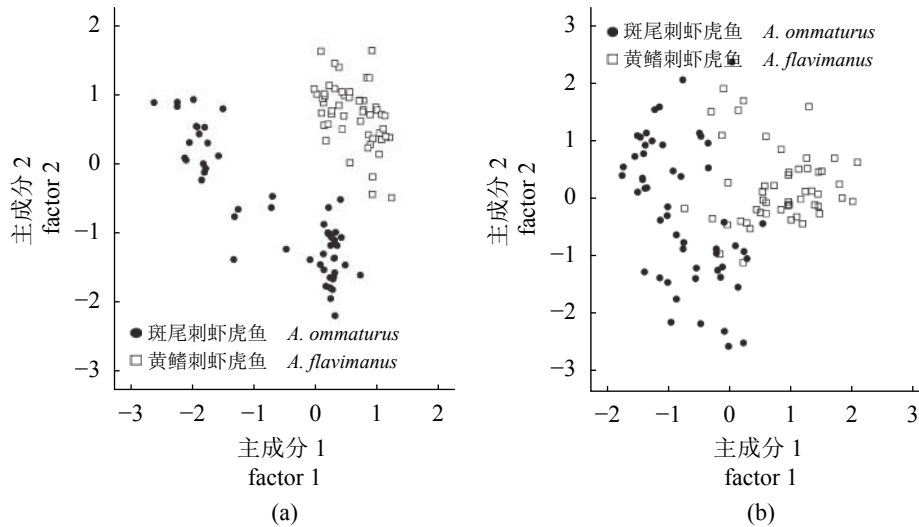 2
1
0
−1
−2
−3
主成分 2
factor 2
斑尾刺虾虎鱼 A. ommaturus
黄鳍刺虾虎鱼 A. flavimanus
−3 −2 −1 0 1 2
主成分 1
factor 1
(a)
3
2
1
0
−1
−2
−3
主成分 2
factor 2
斑尾刺虾虎鱼 A. ommaturus
黄鳍刺虾虎鱼 A. flavimanus
−2 −1 0 1 2 3
主成分 1
factor 1
(b)